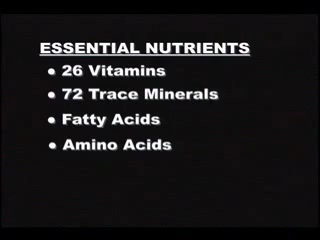 ESSENTIAL NUTRIENTS
● 26 Vitamins
● 72 Trace Minerals
● Fatty Acids
● Amino Acids